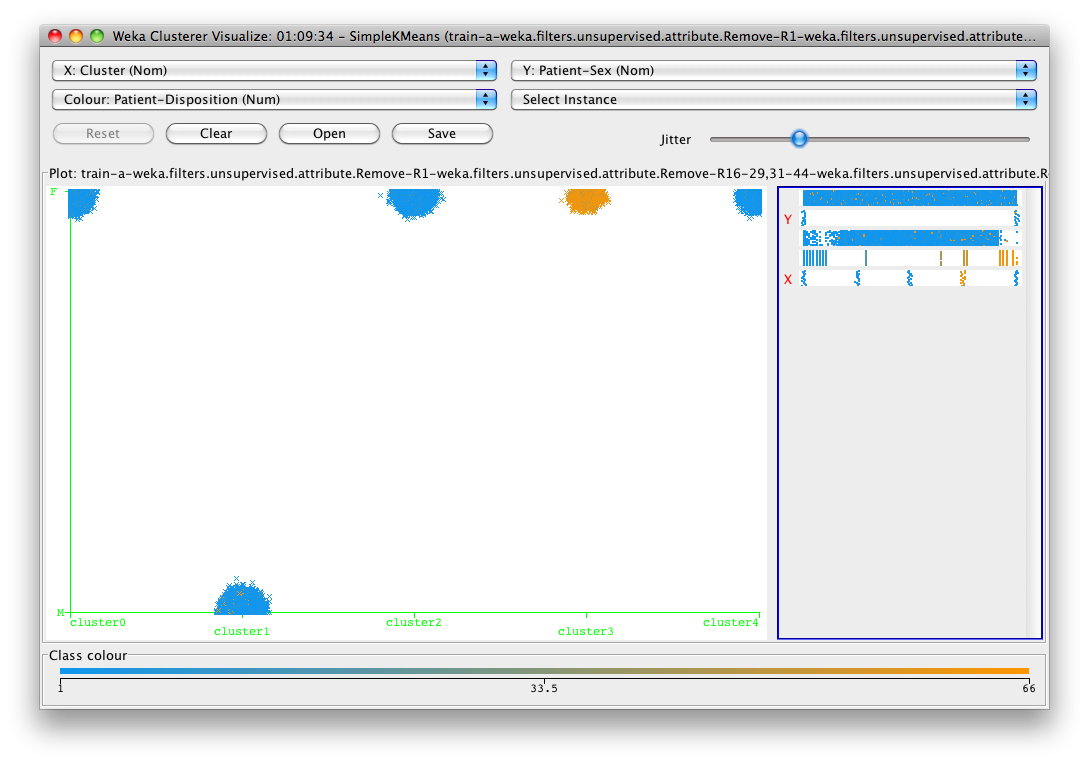 Weka Clusterer Visualize: 01:09:34 – SimpleKMeans (train-a-weka.filters.unsupervised.attribute.Remove-R1-weka.filters.unsupervised.attribute...
X: Cluster (Nom)
Y: Patient-Sex (Nom)
Colour: Patient-Disposition (Num)
Select Instance
Reset
Clear
Open
Save
Jitter
Plot: train-a-weka.filters.unsupervised.attribute.Remove-R1-weka.filters.unsupervised.attribute.Remove-R16-29,31-44-weka.filters.unsupervised.attribute.R
F
Y
X
M
cluster0
cluster1
cluster2
cluster3
cluster4
Class colour
1
33.5
66